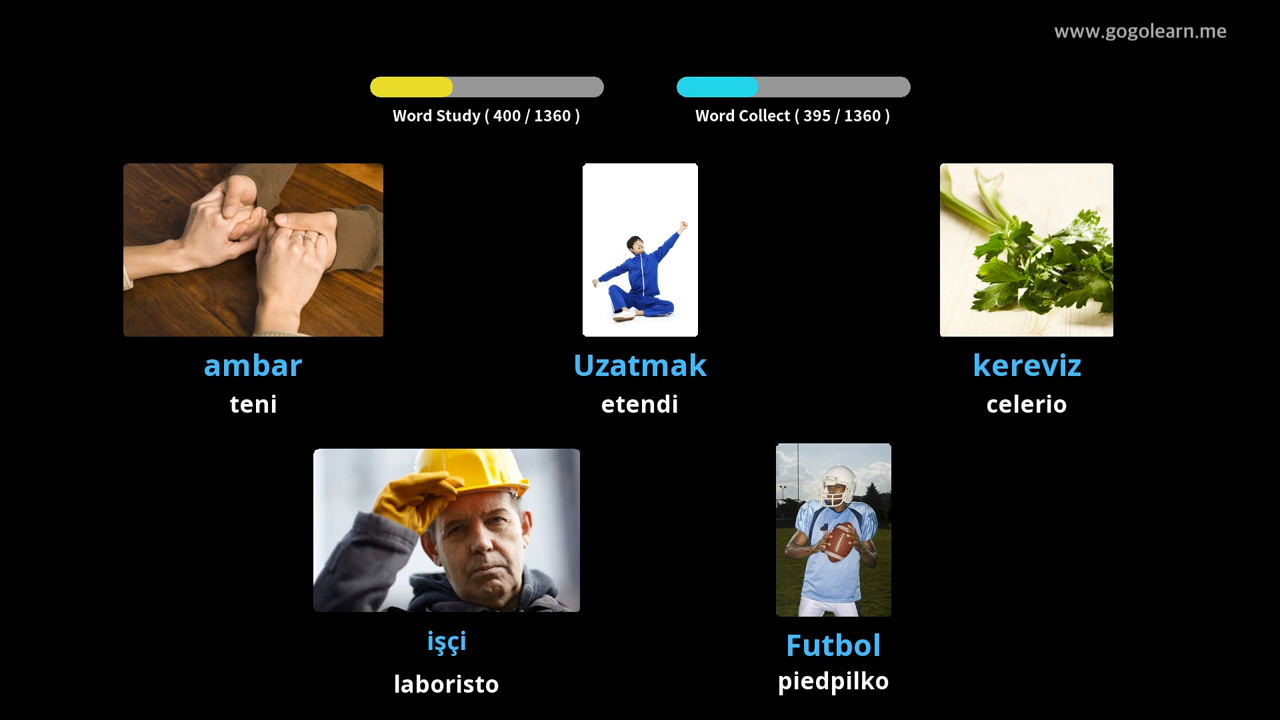 www.gogolearn.me
Word Study ( 400 / 1360 )
Word Collect ( 395 / 1360 )
ambar
teni
Uzatmak
etendi
kereviz
celerio
işçi
laboristo
Futbol
piedpilko